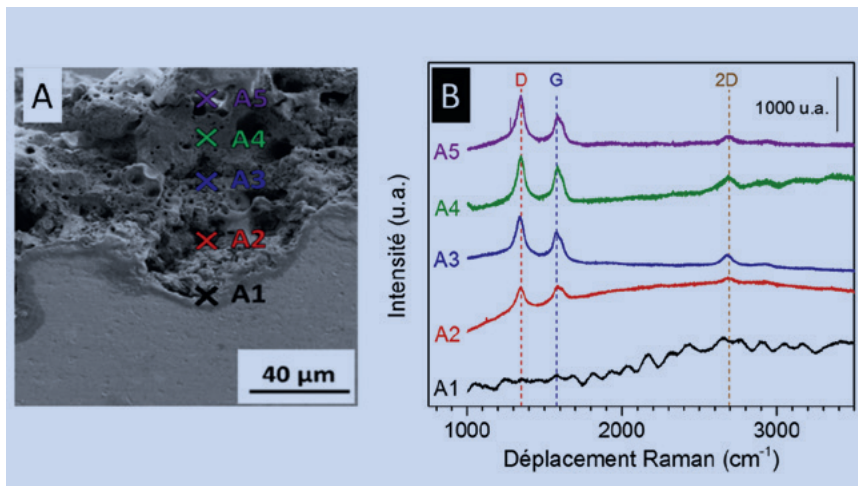 A
A5
A4
A3
A2
A1
40 µm
B
D
G
2D
1000 u.a.
A5
A4
A3
A2
A1
Intensité (u.a.)
1000
2000
3000
Déplacement Raman (cm⁻¹)